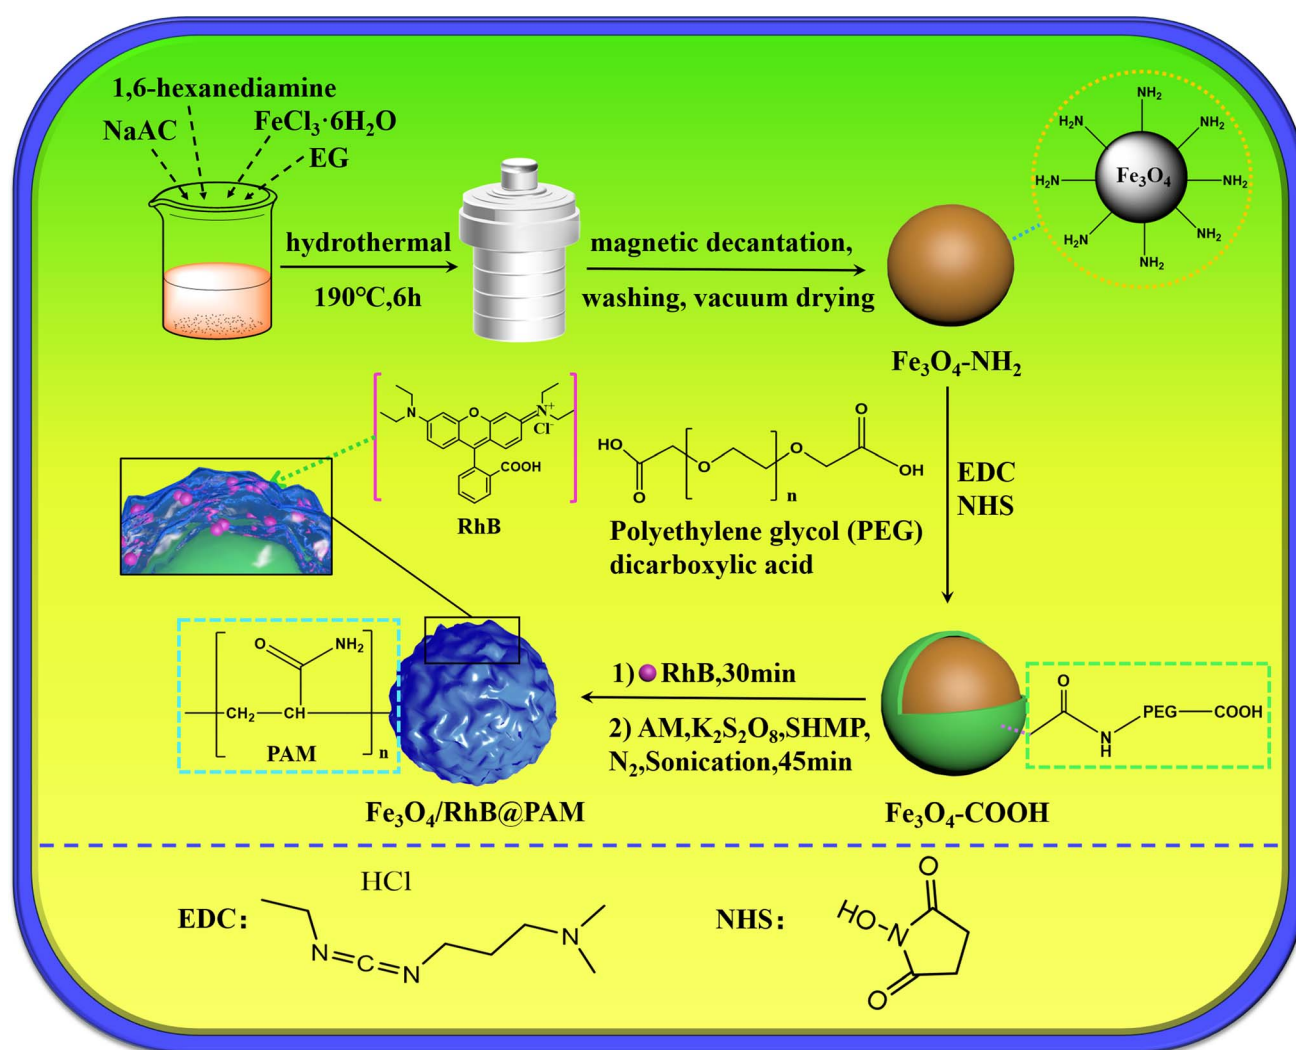 1,6-hexanediamine
NaAC
FeCl₃·6H₂O
EG
hydrothermal
190℃,6h
magnetic decantation,
washing, vacuum drying
NH₂
H₂N
NH₂
H₂N
Fe₃O₄
NH₂
H₂N
NH₂
NH₂
Fe₃O₄-NH₂
N
O
N⁺
Cl⁻
COOH
RhB
HO
O
O
n
O
O
OH
Polyethylene glycol (PEG)
dicarboxylic acid
EDC
NHS
O
NH₂
CH₂
CH
n
PAM
Fe₃O₄/RhB@PAM
1) RhB,30min
2) AM,K₂S₂O₈,SHMP,
N₂,Sonication,45min
O
N
H
PEG
COOH
Fe₃O₄-COOH
EDC:
HCl
N
C
N
N
NHS:
O
HO
N
O